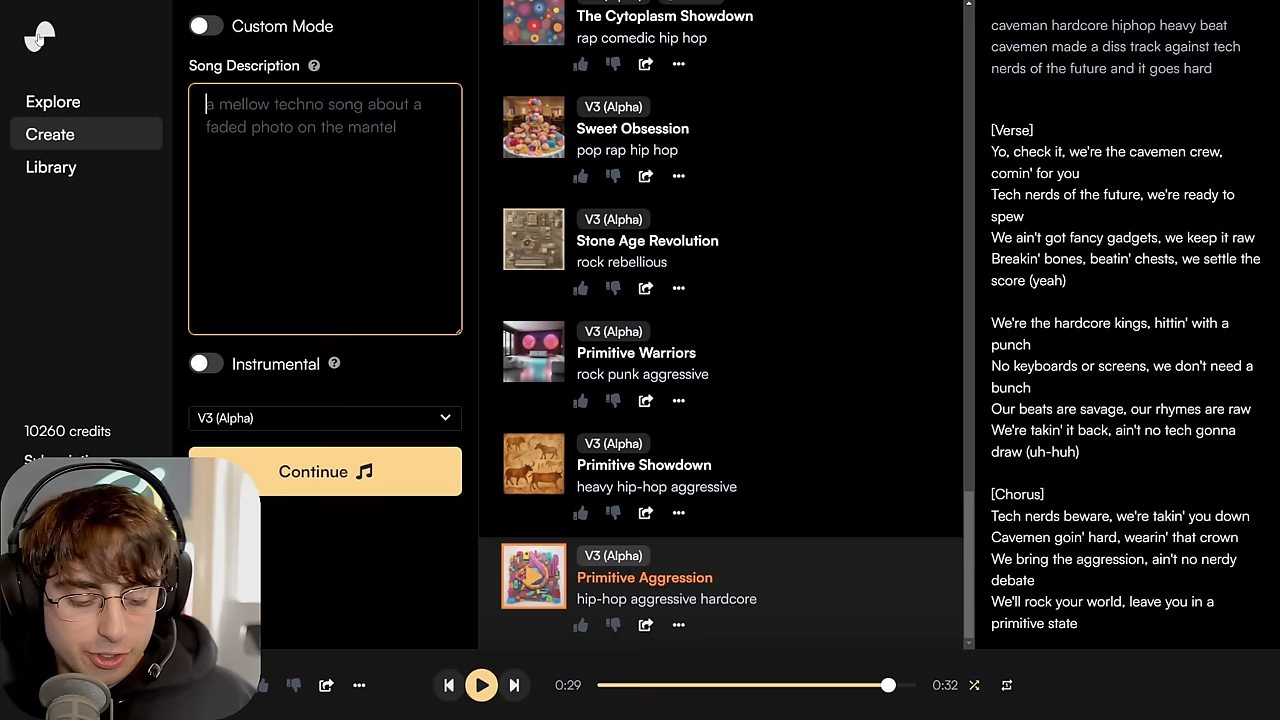 Explore
Create
Library
10260 credits
Custom Mode
Song Description
a mellow techno song about a
faded photo on the mantel
Instrumental
V3 (Alpha)
Continue
The Cytoplasm Showdown
rap comedic hip hop
V3 (Alpha)
Sweet Obsession
pop rap hip hop
V3 (Alpha)
Stone Age Revolution
rock rebellious
V3 (Alpha)
Primitive Warriors
rock punk aggressive
V3 (Alpha)
Primitive Showdown
heavy hip-hop aggressive
V3 (Alpha)
Primitive Aggression
hip-hop aggressive hardcore
caveman hardcore hiphop heavy beat
cavemen made a diss track against tech
nerds of the future and it goes hard
[Verse]
Yo, check it, we're the cavemen crew,
comin' for you
Tech nerds of the future, we're ready to
spew
We ain't got fancy gadgets, we keep it raw
Breakin' bones, beatin' chests, we settle the
score (yeah)
We're the hardcore kings, hittin' with a
punch
No keyboards or screens, we don't need a
bunch
Our beats are savage, our rhymes are raw
We're takin' it back, ain't no tech gonna
draw (uh-huh)
[Chorus]
Tech nerds beware, we're takin' you down
Cavemen goin' hard, wearin' that crown
We bring the aggression, ain't no nerdy
debate
We'll rock your world, leave you in a
primitive state
0:29
0:32